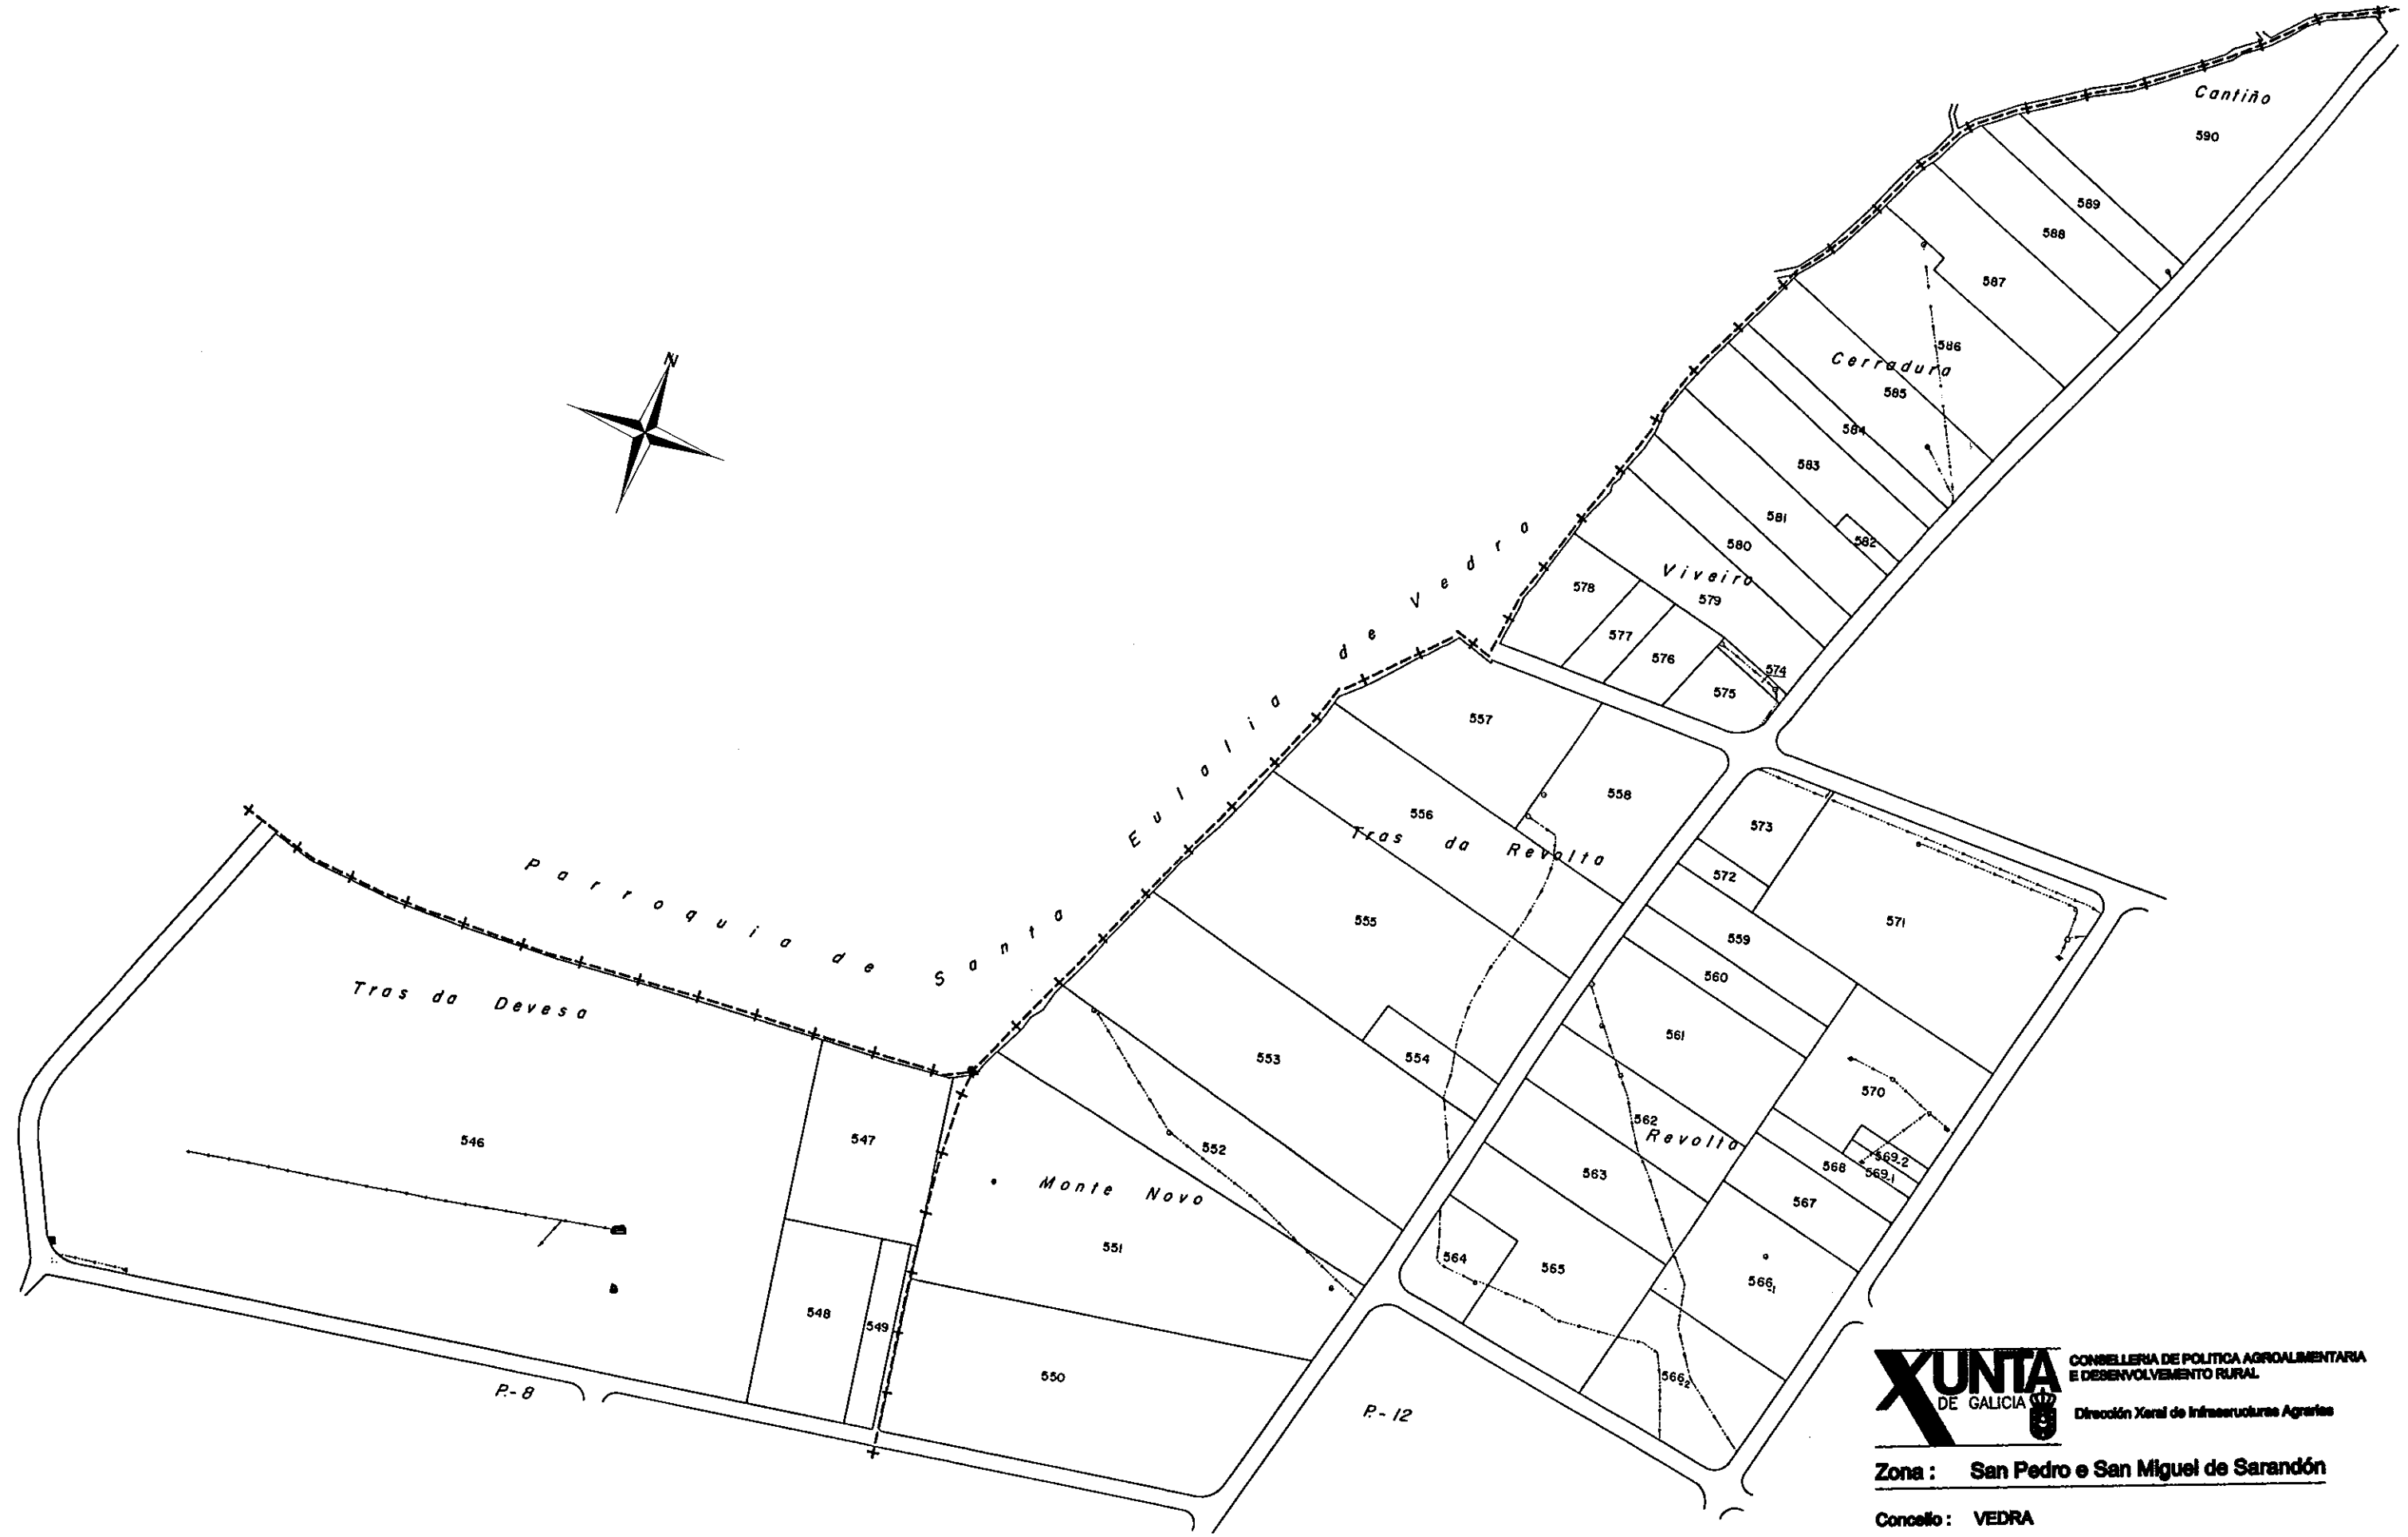 Cantiño
590
589
588
587
586
Cerradura
585
584
583
581
582
580
Viveiro
578
579
577
576
574
575
N
Parroquia de Santa Eulalia de Vedra
557
558
556
Tras da Revolta
573
572
571
555
559
560
561
554
553
562
Revolta
570
569-2
569-1
568
567
563
552
Tras da Devesa
546
547
Monte Novo
551
564
565
566-1
548
549
550
566-2
P.-8
P.-12
XUNTA
DE GALICIA
CONSELLERIA DE POLITICA AGROALIMENTARIA
E DESENVOLVEMENTO RURAL
Dirección Xeral de Infraesructuras Agrarias
Zona : San Pedro e San Miguel de Sarandón
Concello : VEDRA